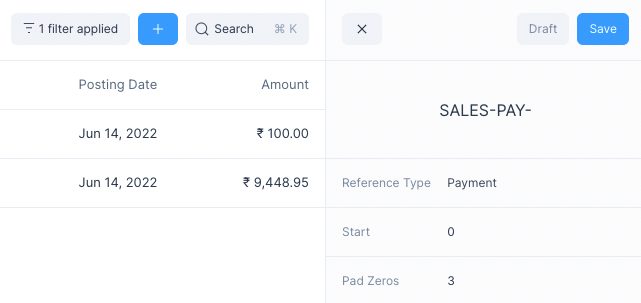 1 filter applied
Search ⌘ K
Draft
Save
Posting Date Amount
Jun 14, 2022 ₹ 100.00
Jun 14, 2022 ₹ 9,448.95
SALES-PAY-
Reference Type Payment
Start 0
Pad Zeros 3